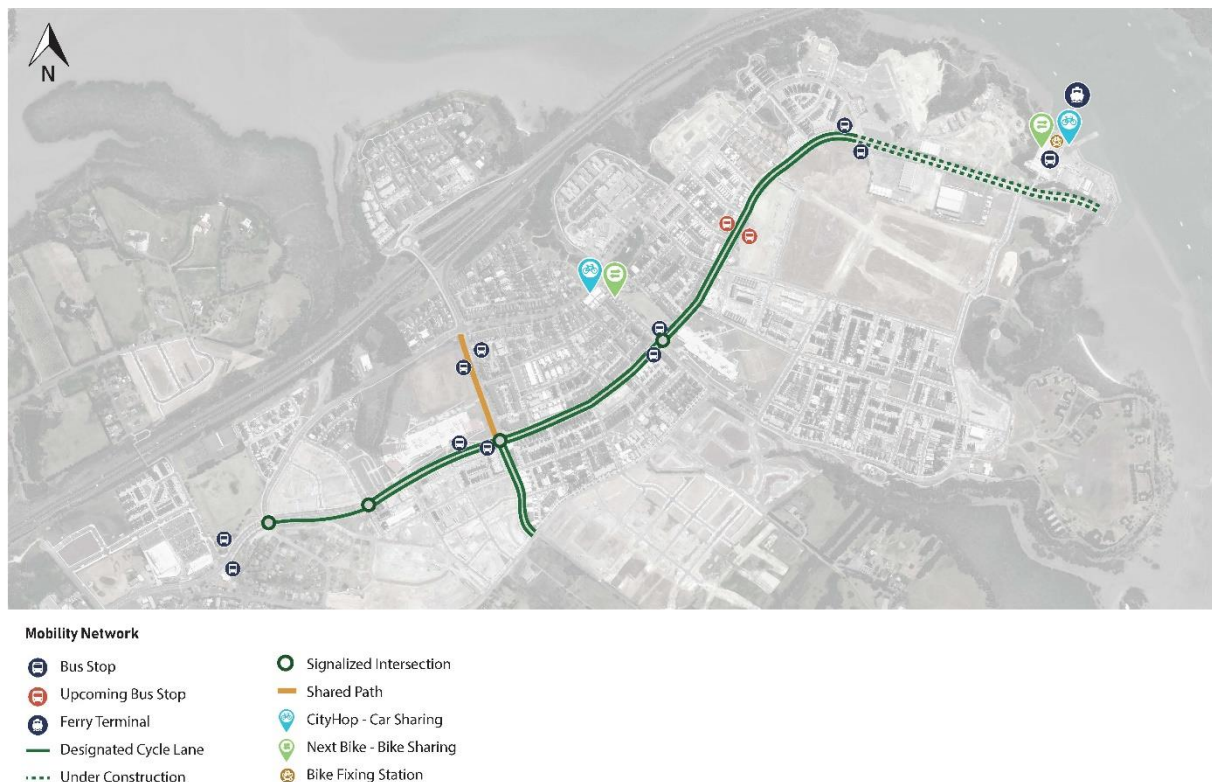 N
Mobility Network
Bus Stop
Upcoming Bus Stop
Ferry Terminal
Designated Cycle Lane
Under Construction
Signalized Intersection
Shared Path
CityHop - Car Sharing
Next Bike - Bike Sharing
Bike Fixing Station